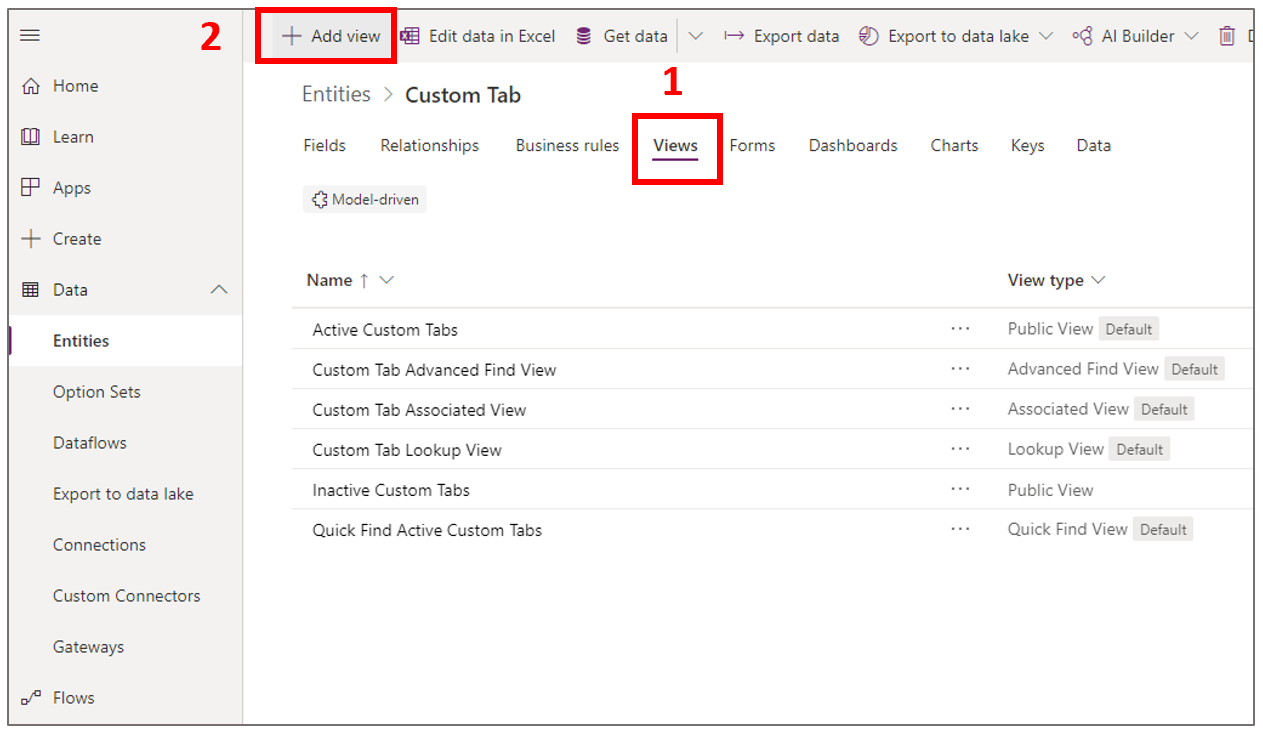 2
+ Add view Edit data in Excel Get data Export data Export to data lake AI Builder D
1
Entities > Custom Tab
Fields Relationships Business rules Views Forms Dashboards Charts Keys Data
Model-driven
Home
Learn
Apps
Create
Data
Entities
Option Sets
Dataflows
Export to data lake
Connections
Custom Connectors
Gateways
Flows
Name ↑ View type
Active Custom Tabs ... Public View Default
Custom Tab Advanced Find View ... Advanced Find View Default
Custom Tab Associated View ... Associated View Default
Custom Tab Lookup View ... Lookup View Default
Inactive Custom Tabs ... Public View
Quick Find Active Custom Tabs ... Quick Find View Default